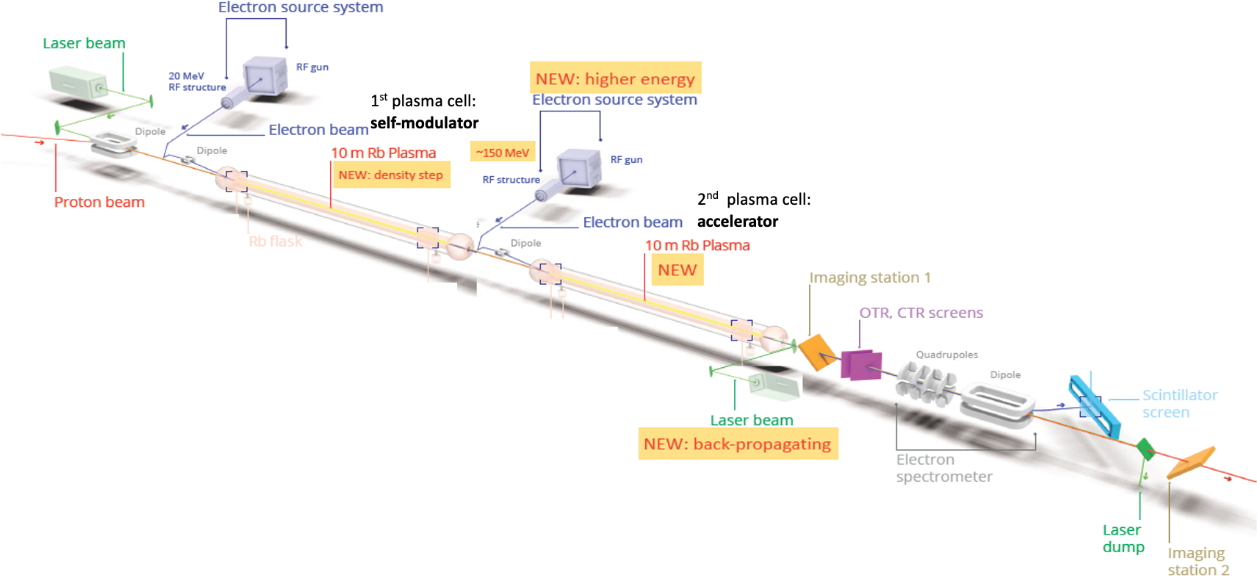 Electron source system
Laser beam
20 MeV
RF structure
RF gun
Dipole
Electron beam
1st plasma cell:
self-modulator
Dipole
10 m Rb Plasma
NEW: density step
Proton beam
Rb flask
NEW: higher energy
Electron source system
~150 MeV
RF structure
RF gun
Electron beam
2nd plasma cell:
accelerator
Dipole
10 m Rb Plasma
NEW
Imaging station 1
OTR, CTR screens
Quadrupoles
Dipole
Scintillator
screen
Laser beam
NEW: back-propagating
Electron
spectrometer
Laser
dump
Imaging
station 2